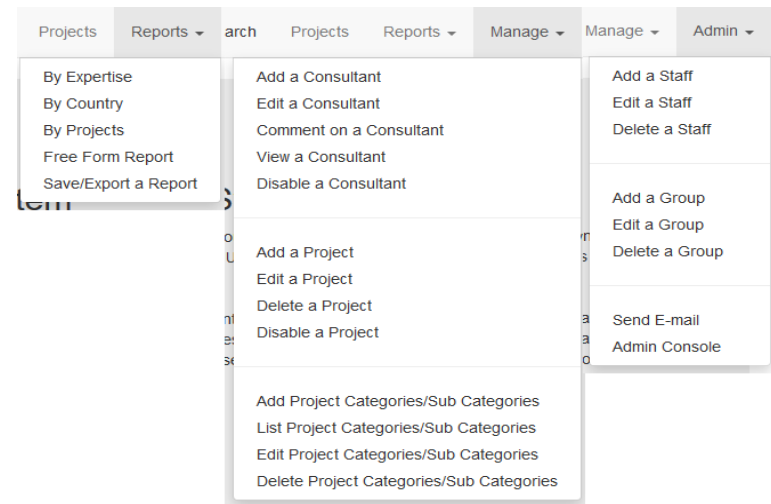 Projects Reports arch Projects Reports Manage Manage Admin
By Expertise
By Country
By Projects
Free Form Report
Save/Export a Report
Add a Consultant
Edit a Consultant
Comment on a Consultant
View a Consultant
Disable a Consultant
Add a Project
Edit a Project
Delete a Project
Disable a Project
Add Project Categories/Sub Categories
List Project Categories/Sub Categories
Edit Project Categories/Sub Categories
Delete Project Categories/Sub Categories
Add a Staff
Edit a Staff
Delete a Staff
Add a Group
Edit a Group
Delete a Group
Send E-mail
Admin Console